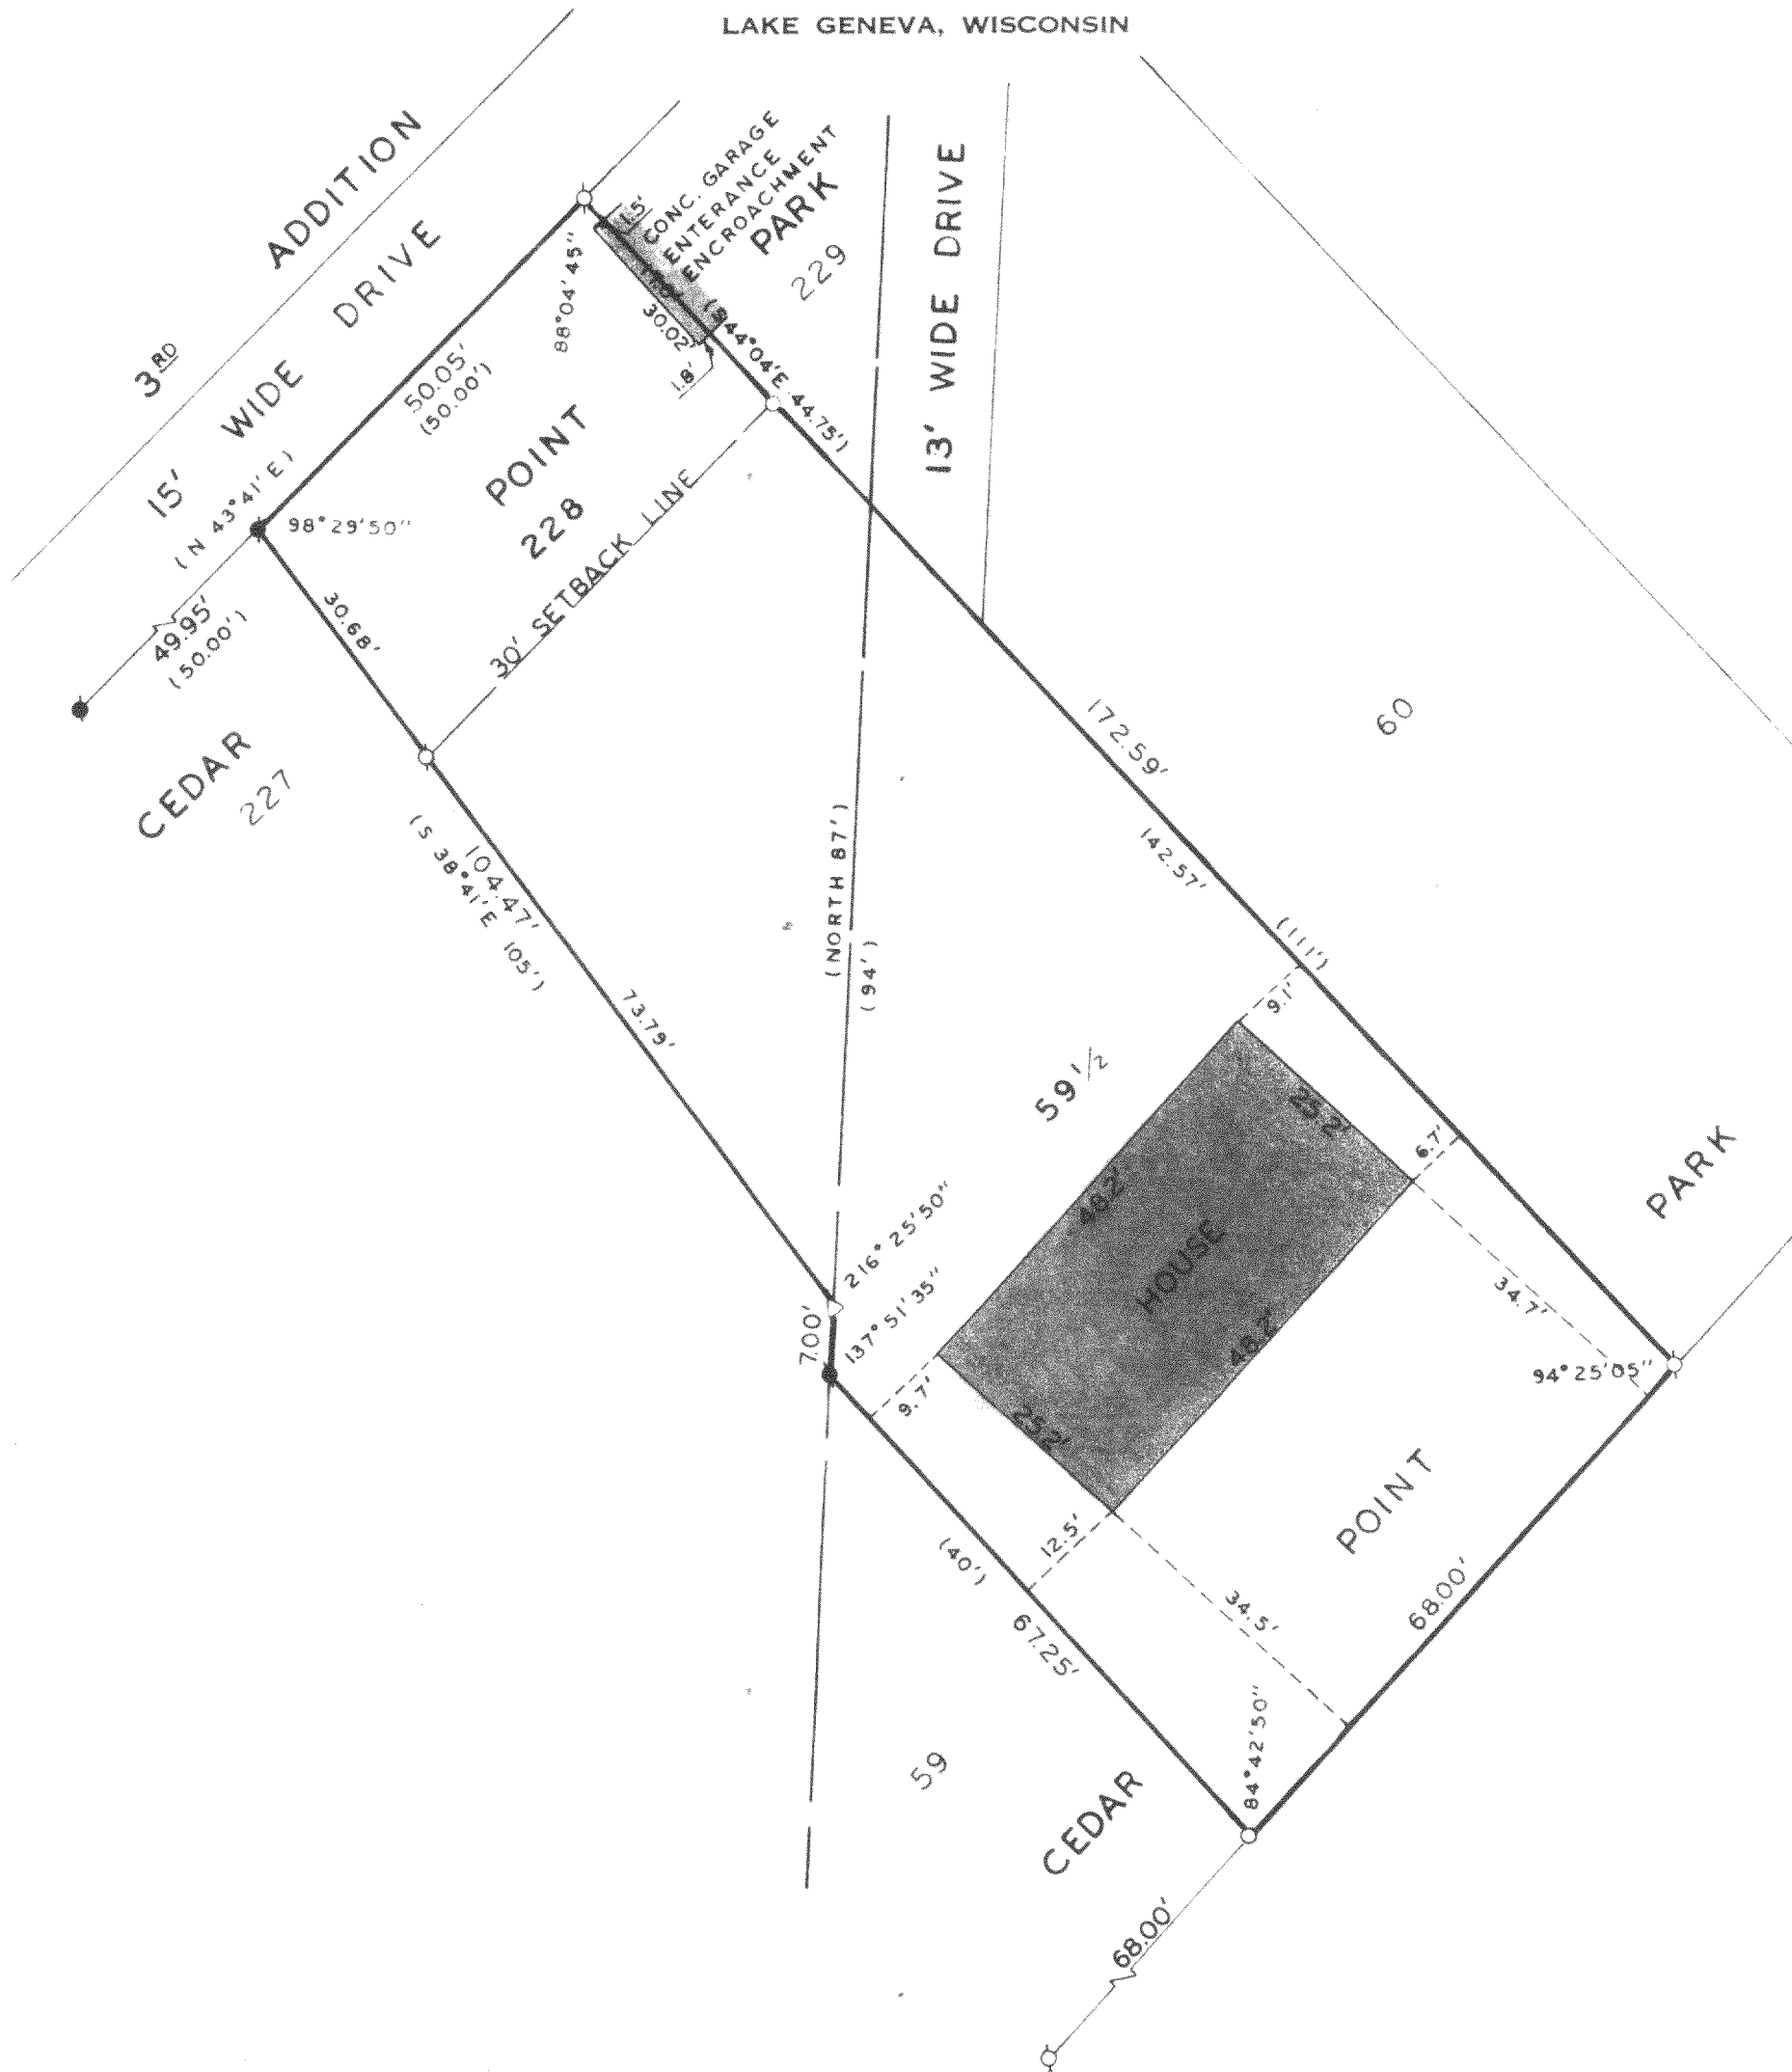 LAKE GENEVA, WISCONSIN
3RD ADDITION
15' WIDE DRIVE
(N 43°41'E)
50.05'
(50.00')
88°04'45"
98°29'50"
1.5'
CONC. GARAGE
ENTERANCE
ENCROACHMENT
PARK
229
13' WIDE DRIVE
30.02'
1.8'
(S44°04'E 44.75')
POINT
228
30' SETBACK LINE
49.95'
(50.00')
30.68'
CEDAR
227
104.47'
(S 38°41'E 105')
73.79'
(NORTH 87')
(94')
172.59'
142.57'
(111')
60
59 1/2
9.1'
25.2'
6.7'
48.2'
HOUSE
48.2'
25.2'
PARK
216° 25'50"
137° 51'35"
7.00'
9.7'
34.7'
94° 25'05"
12.5'
(40')
67.25'
34.5'
POINT
68.00'
84°42'50"
59
CEDAR
68.00'